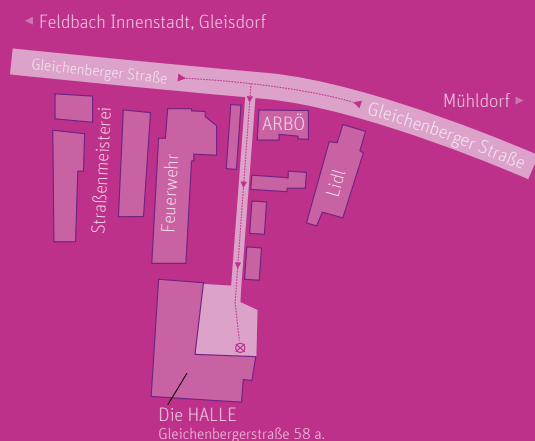 Feldbach Innenstadt, Gleisdorf
Gleichenberger Straße
Mühldorf
Gleichenberger Straße
ARBÖ
Straßenmeisterei
Feuerwehr
Lidl
Die HALLE
Gleichenbergerstraße 58 a.